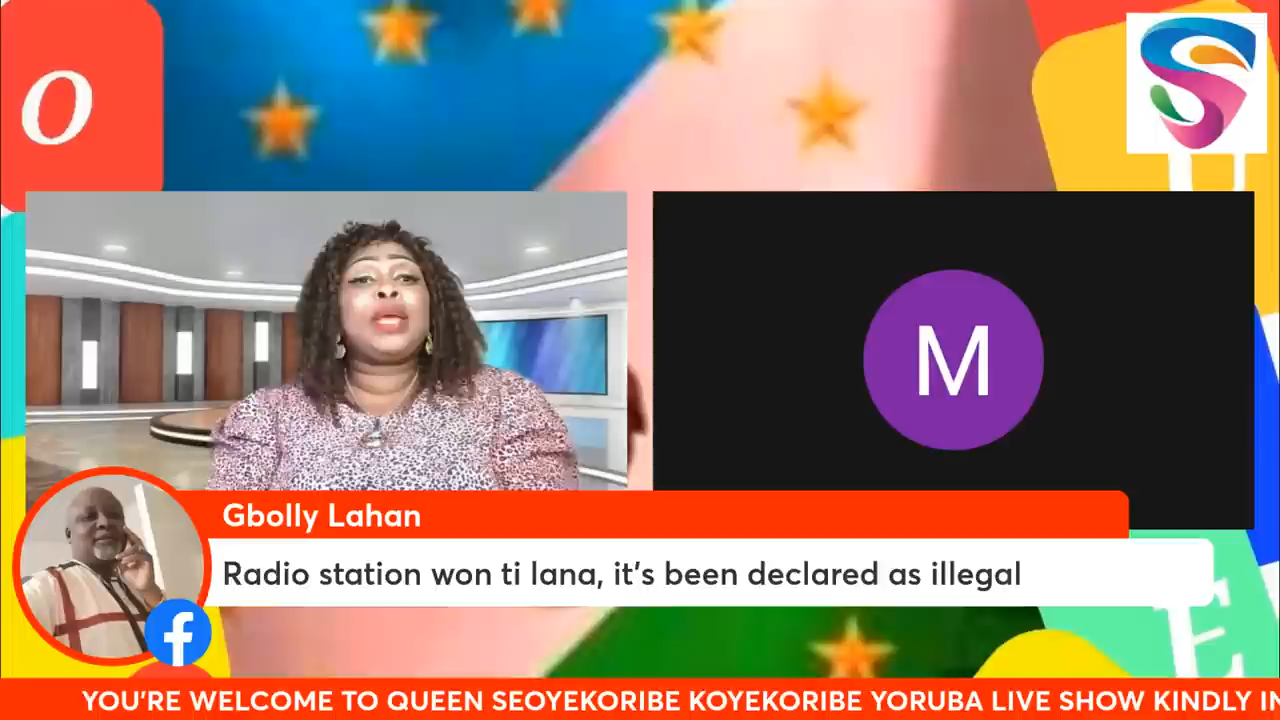 O
M
Gbolly Lahan
Radio station won ti lana, it's been declared as illegal
E
YOU'RE WELCOME TO QUEEN SEOYEKORIBE KOYEKORIBE YORUBA LIVE SHOW KINDLY IN